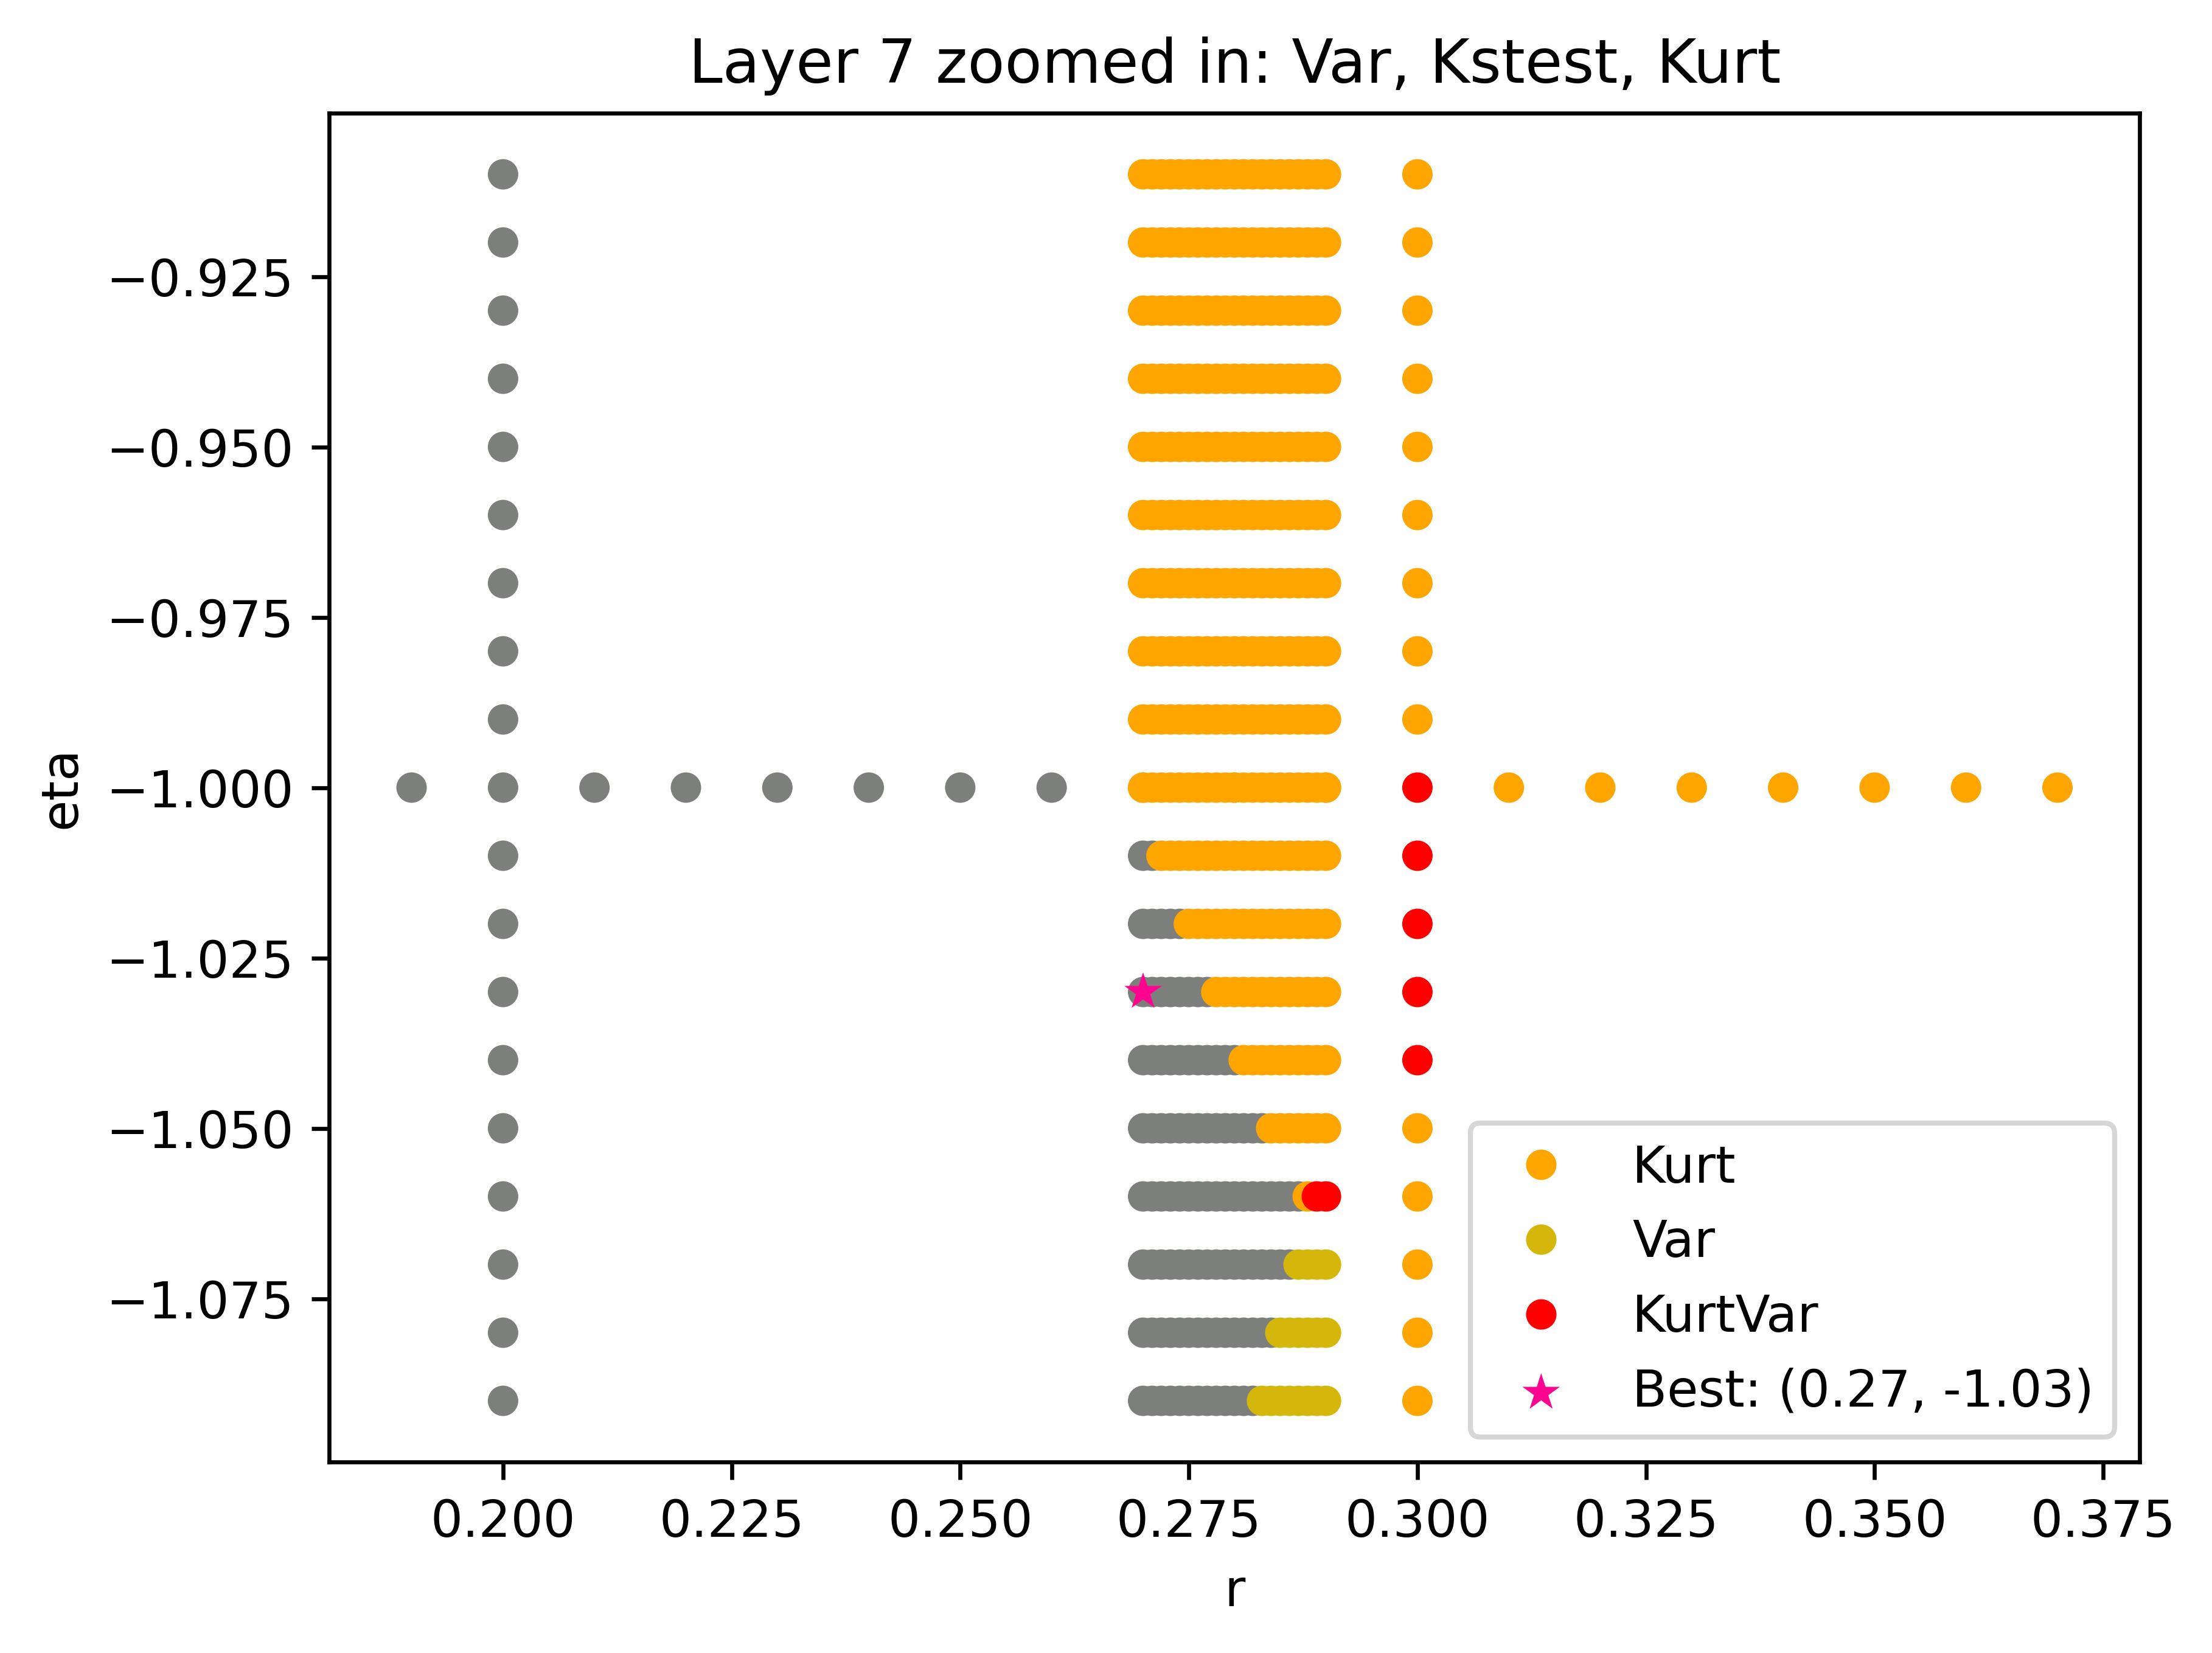 Layer 7 zoomed in: Var, Kstest, Kurt
−0.925
−0.950
−0.975
−1.000
−1.025
−1.050
−1.075
eta
Kurt
Var
KurtVar
Best: (0.27, -1.03)
0.200 0.225 0.250 0.275 0.300 0.325 0.350 0.375
r